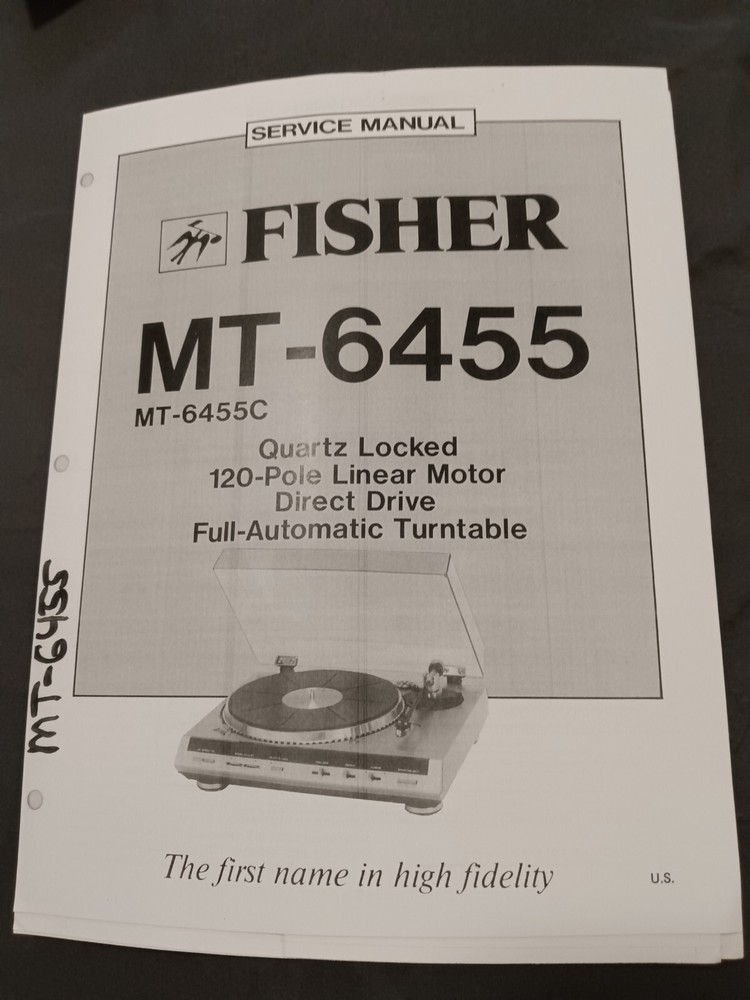 SERVICE MANUAL
FISHER
MT-6455
MT-6455C
Quartz Locked
120-Pole Linear Motor
Direct Drive
Full-Automatic Turntable
MT-6455
The first name in high fidelity
U.S.